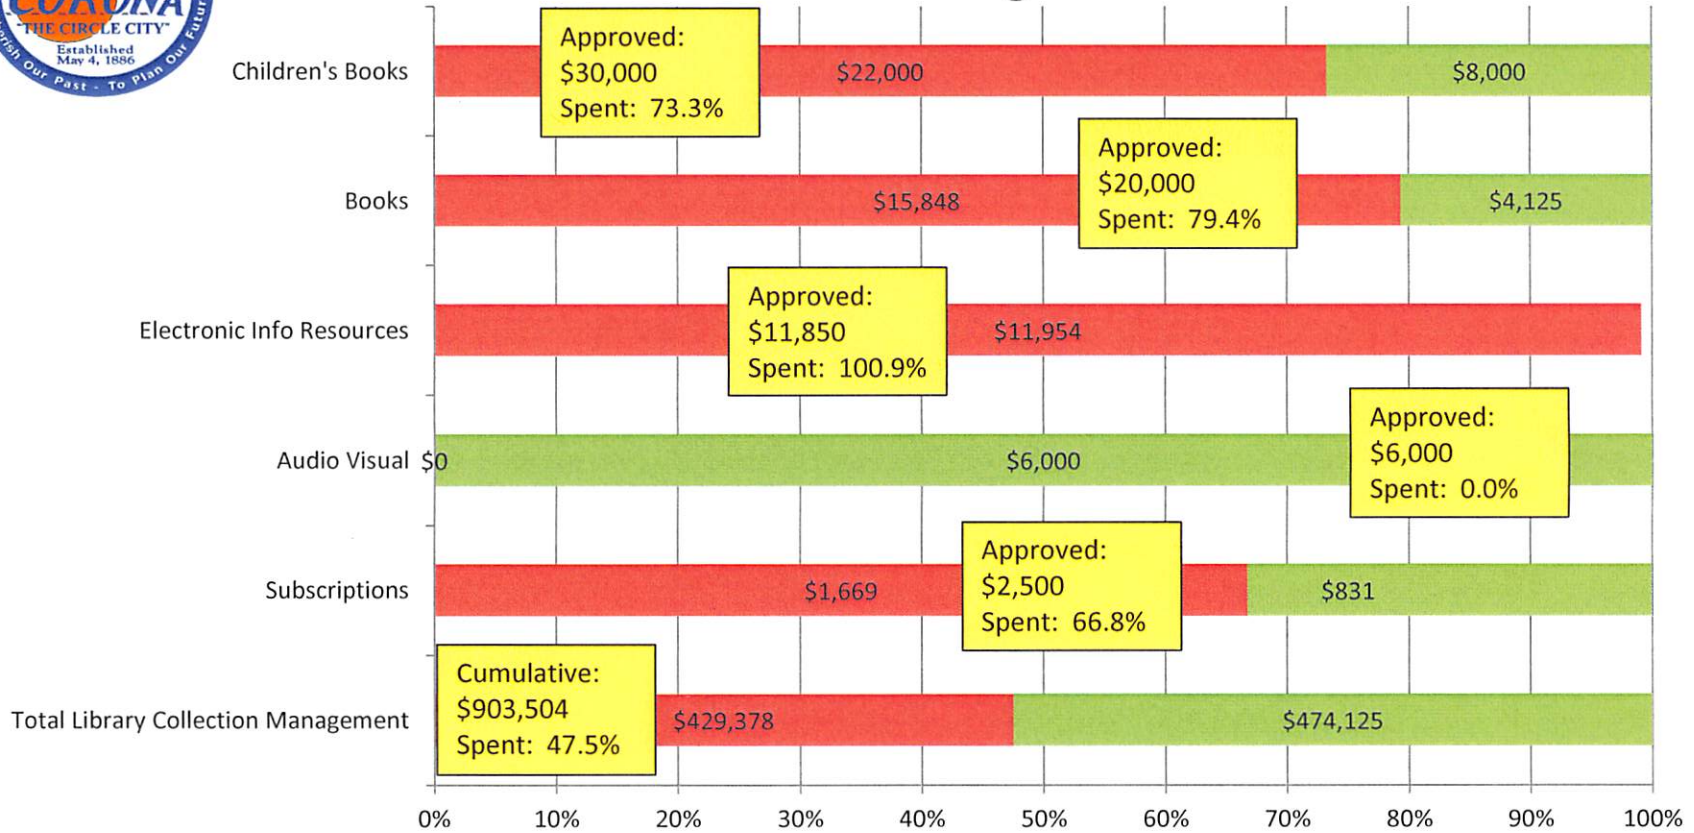 CORONA
"THE CIRCLE CITY"
Established
May 4, 1886
Our Past - To Plan Our
Children's Books
Approved:
$30,000
Spent: 73.3%
$22,000
$8,000
Books
$15,848
Approved:
$20,000
Spent: 79.4%
$4,125
Electronic Info Resources
Approved:
$11,850
Spent: 100.9%
$11,954
Audio Visual
$0
$6,000
Approved:
$6,000
Spent: 0.0%
Subscriptions
$1,669
Approved:
$2,500
Spent: 66.8%
$831
Total Library Collection Management
Cumulative:
$903,504
Spent: 47.5%
$429,378
$474,125
0% 10% 20% 30% 40% 50% 60% 70% 80% 90% 100%